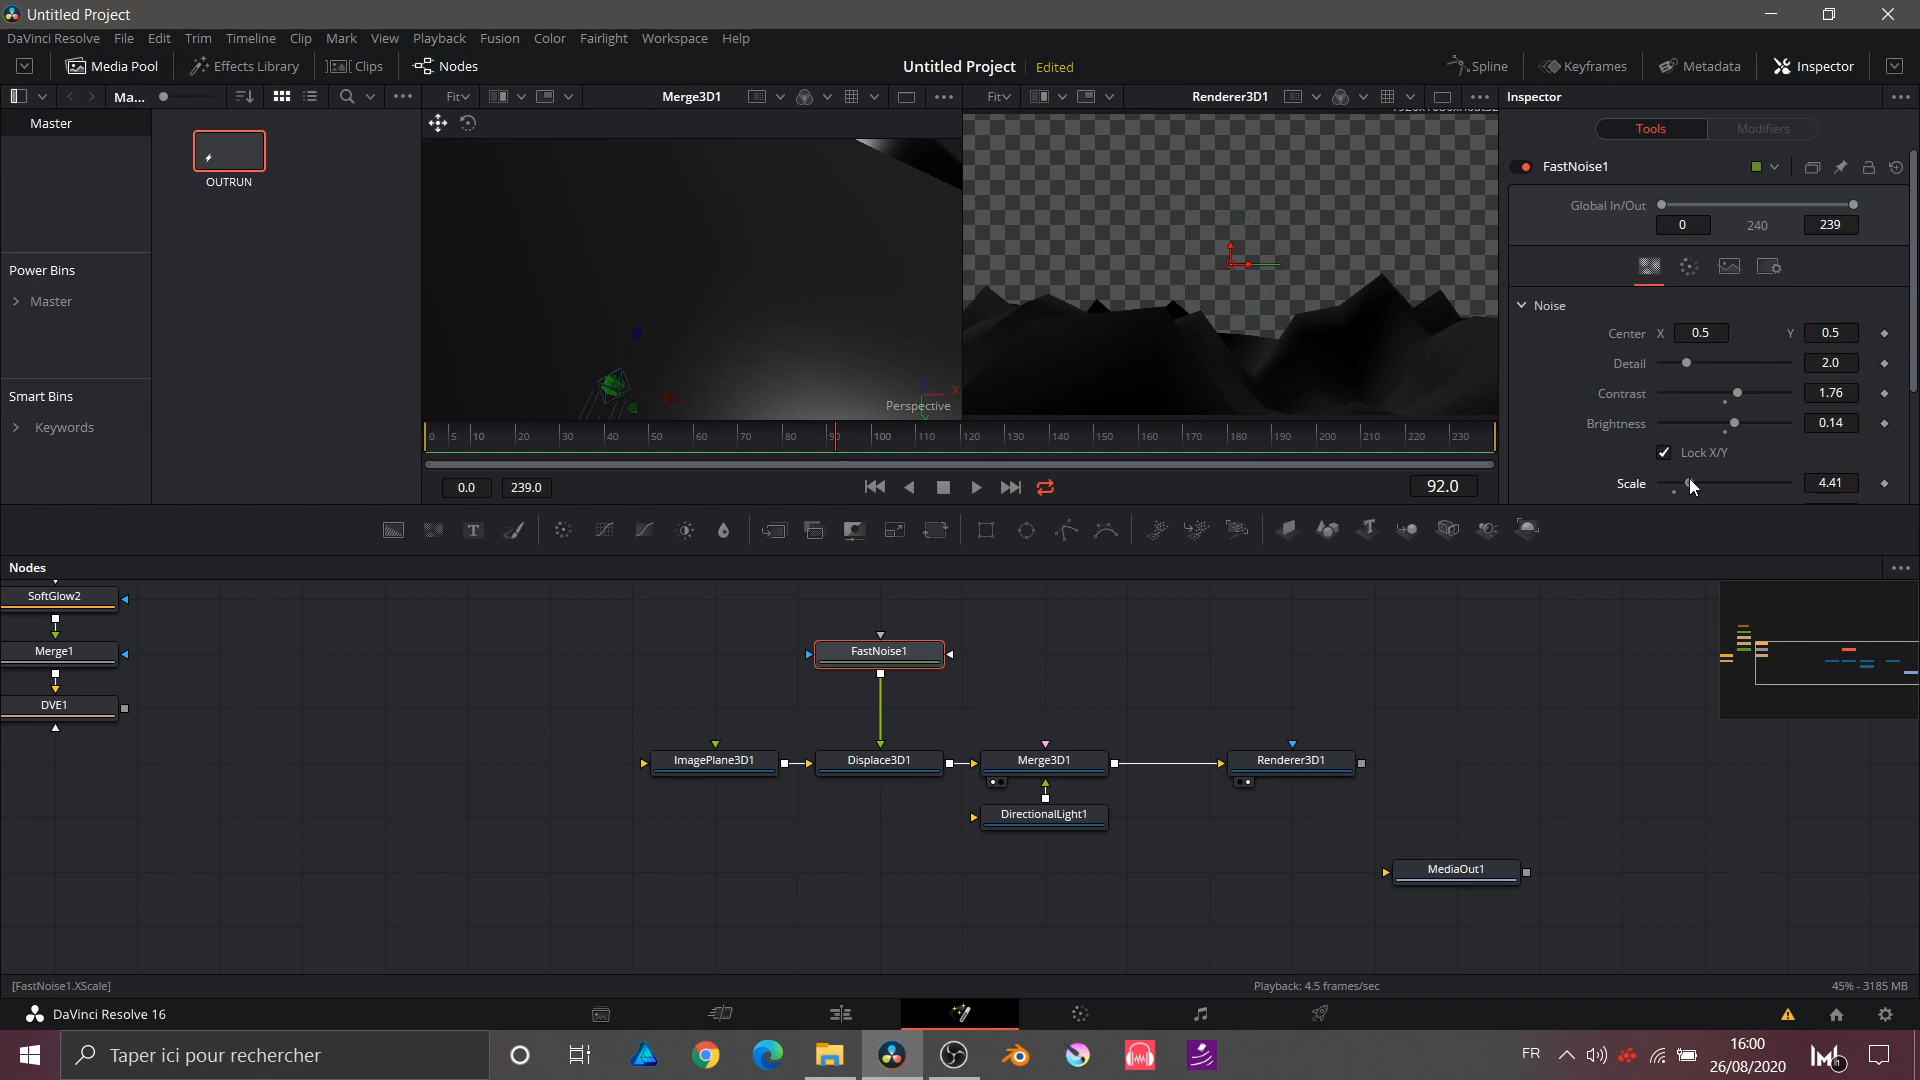 Untitled Project
DaVinci Resolve File Edit Trim Timeline Clip Mark View Playback Fusion Color Fairlight Workspace Help
Media Pool Effects Library Clips Nodes Untitled Project Edited Spline Keyframes Metadata Inspector
Ma... Fit Merge3D1 Fit Renderer3D1 Inspector
Master
OUTRUN
Power Bins
Master
Smart Bins
Keywords
Perspective
X
0 5 10 20 30 40 50 60 70 80 90 100 110 120 130 140 150 160 170 180 190 200 210 220 230
0.0 239.0 92.0
Tools Modifiers
FastNoise1
Global In/Out
0 240 239
Noise
Center X 0.5 Y 0.5
Detail 2.0
Contrast 1.76
Brightness 0.14
Lock X/Y
Scale 4.41
Nodes
SoftGlow2
Merge1
DVE1
FastNoise1
ImagePlane3D1 Displace3D1 Merge3D1 Renderer3D1
DirectionalLight1
MediaOut1
[FastNoise1.XScale] Playback: 4.5 frames/sec 45% - 3185 MB
DaVinci Resolve 16
Taper ici pour rechercher
FR
16:00
26/08/2020
1